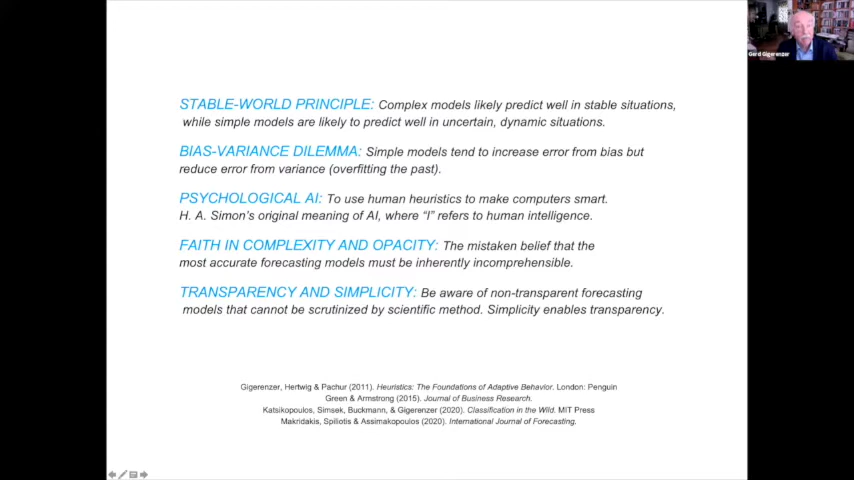 Gerd Gigerenzer
STABLE-WORLD PRINCIPLE: Complex models likely predict well in stable situations,
while simple models are likely to predict well in uncertain, dynamic situations.
BIAS-VARIANCE DILEMMA: Simple models tend to increase error from bias but
reduce error from variance (overfitting the past).
PSYCHOLOGICAL AI: To use human heuristics to make computers smart.
H. A. Simon's original meaning of AI, where “I” refers to human intelligence.
FAITH IN COMPLEXITY AND OPACITY: The mistaken belief that the
most accurate forecasting models must be inherently incomprehensible.
TRANSPARENCY AND SIMPLICITY: Be aware of non-transparent forecasting
models that cannot be scrutinized by scientific method. Simplicity enables transparency.
Gigerenzer, Hertwig & Pachur (2011). Heuristics: The Foundations of Adaptive Behavior. London: Penguin
Green & Armstrong (2015). Journal of Business Research.
Katsikopoulos, Simsek, Buckmann, & Gigerenzer (2020). Classification in the Wild. MIT Press
Makridakis, Spiliotis & Assimakopoulos (2020). International Journal of Forecasting.